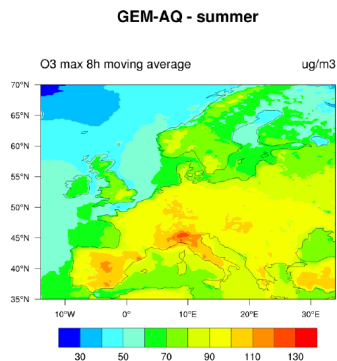 GEM-AQ - summer
O3 max 8h moving average ug/m3
70°N
65°N
60°N
55°N
50°N
45°N
40°N
35°N
10°W 0° 10°E 20°E 30°E
30 50 70 90 110 130